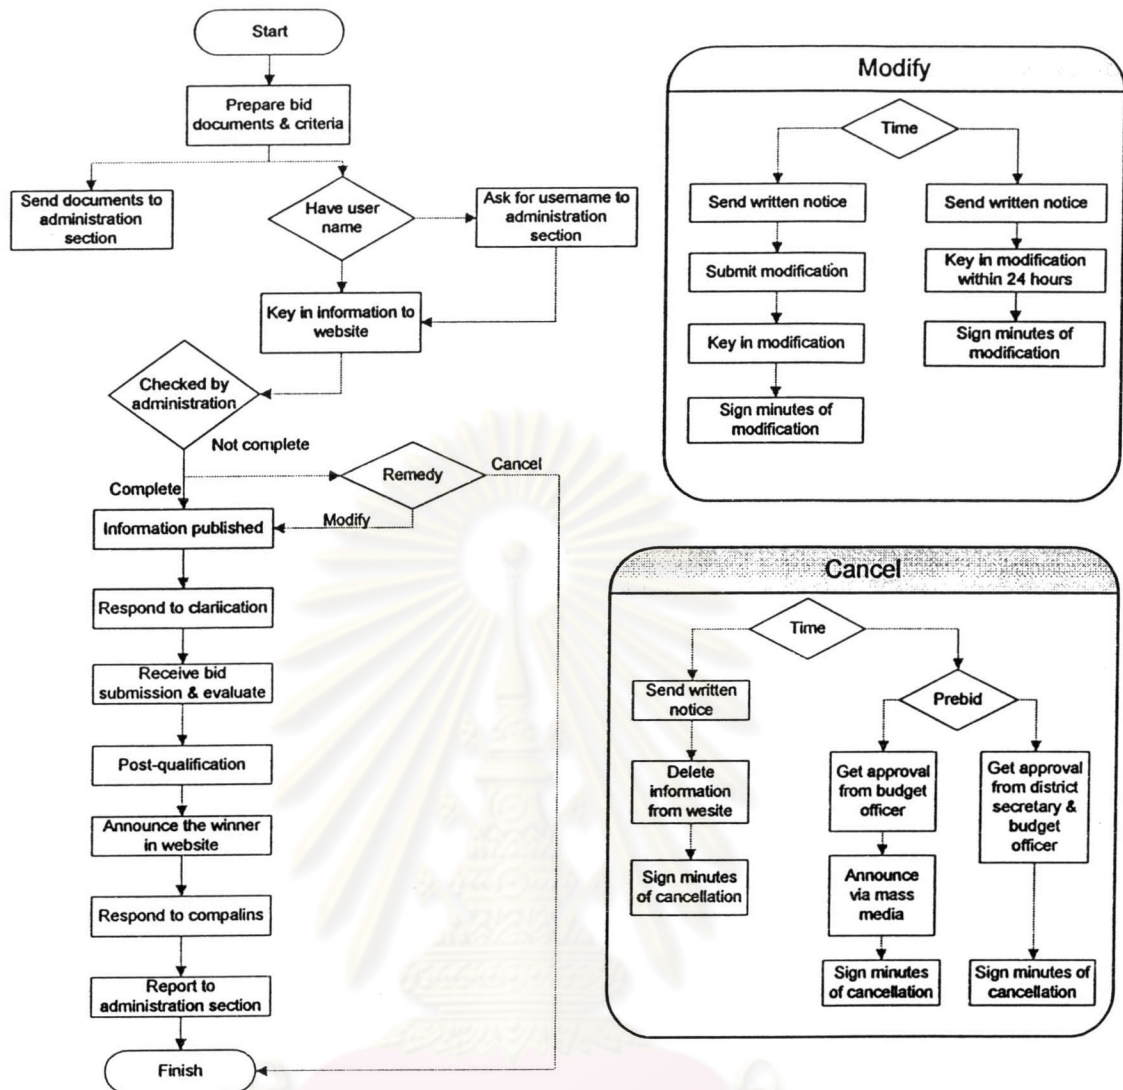 Start
Prepare bid
documents & criteria
Send documents to
administration
section
Have user
name
Ask for username to
administration
section
Key in information to
website
Checked by
administration
Not complete
Remedy
Cancel
Complete
Modify
Information published
Respond to clariication
Receive bid
submission & evaluate
Post-qualification
Announce the winner
in website
Respond to compalins
Report to
administration section
Finish
Modify
Time
Send written notice
Submit modification
Key in modification
Sign minutes of
modification
Send written notice
Key in modification
within 24 hours
Sign minutes of
modification
Cancel
Time
Send written
notice
Delete
information
from wesite
Sign minutes
of cancellation
Prebid
Get approval
from budget
officer
Announce
via mass
media
Sign minutes
of cancellation
Get approval
from district
secretary &
budget
officer
Sign minutes of
cancellation